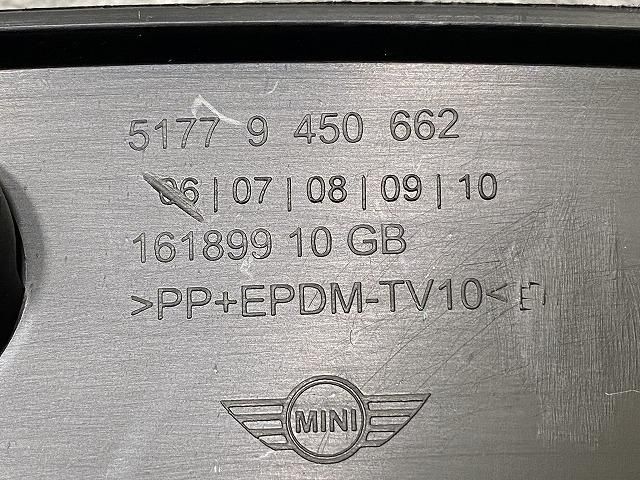 5177 9 450 662
06|07|08|09|10
161899 10 GB
>PP+EPDM-TV10<
MINI